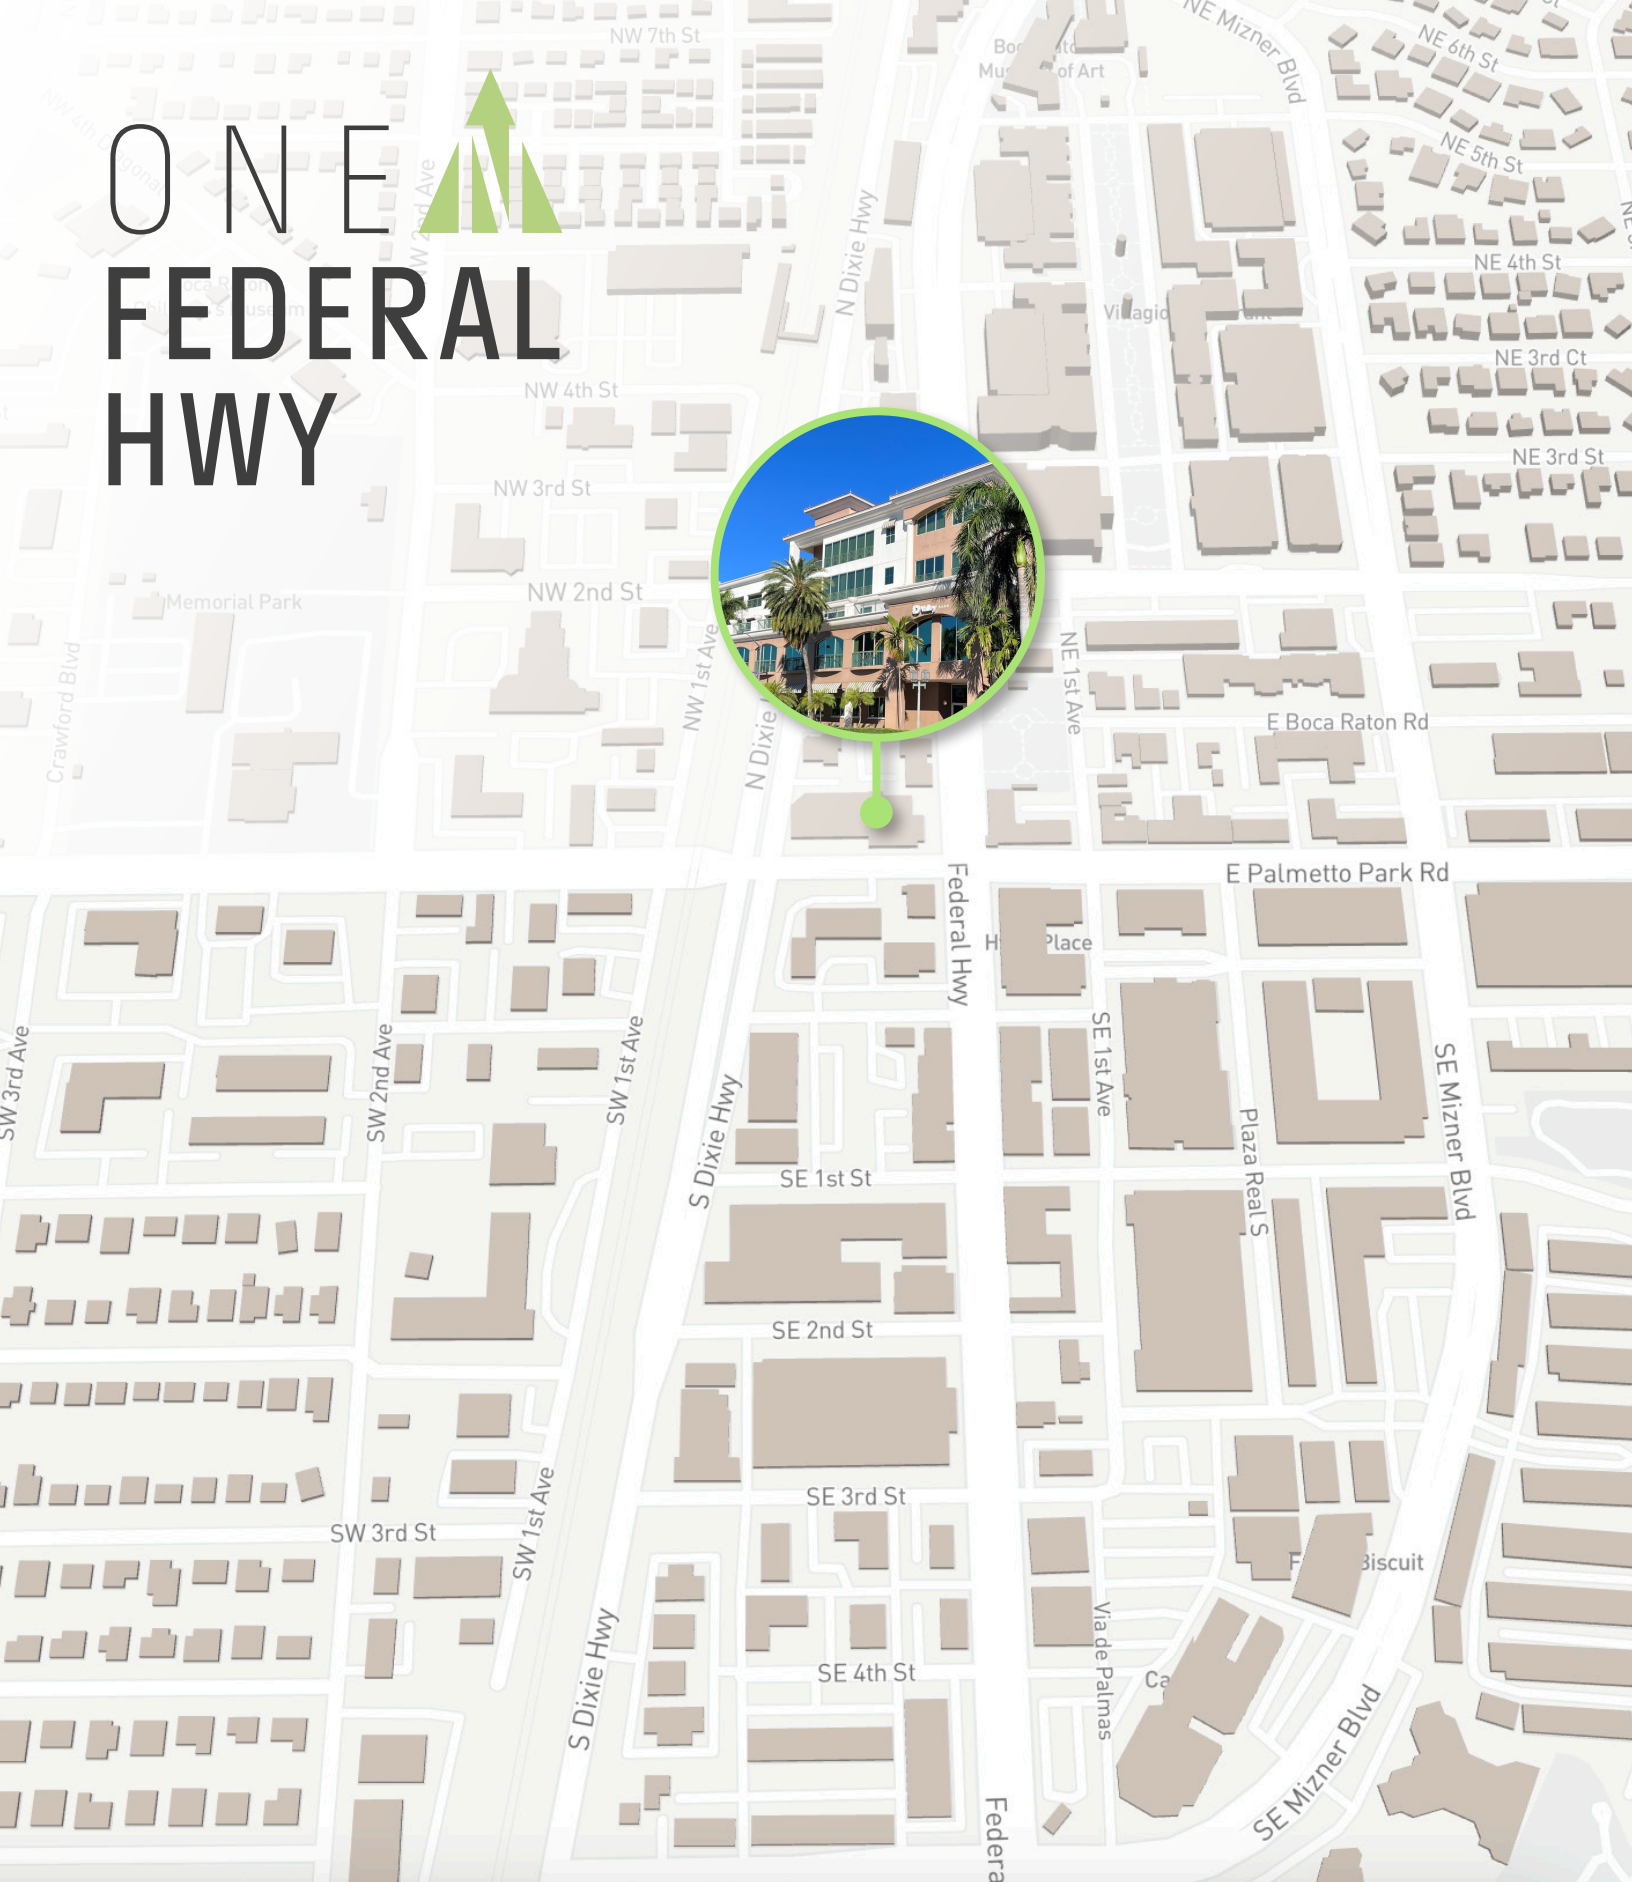 NW 7th St
NE Mizner Blvd
NE 6th St
of Art
NE 5th St
ONE
FEDERAL
HWY
N Dixie Hwy
NE 4th St
NE 3rd Ct
NW 4th St
NE 3rd St
NW 3rd St
NW 2nd St
Memorial Park
Crawford Blvd
NW 1st Ave
NE 1st Ave
N Dixie
E Boca Raton Rd
E Palmetto Park Rd
Federal Hwy
Place
SW 3rd Ave
SW 2nd Ave
SW 1st Ave
S Dixie Hwy
SE 1st Ave
SE Mizner Blvd
Plaza Real S
SE 1st St
SE 2nd St
SE 3rd St
SW 3rd St
SW 1st Ave
Biscuit
S Dixie Hwy
SE 4th St
Via de Palmas
Ca
SE Mizner Blvd
Federa